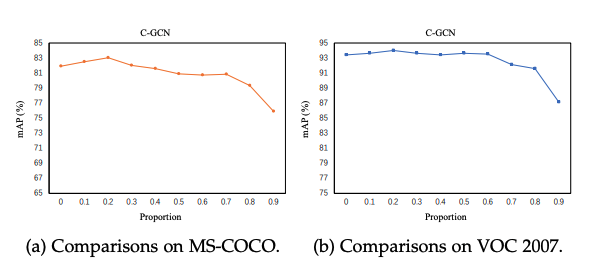 C-GCN
85
83
81
79
77
75
73
71
69
67
65
mAP (%)
0 0.1 0.2 0.3 0.4 0.5 0.6 0.7 0.8 0.9
Proportion
(a) Comparisons on MS-COCO.
C-GCN
95
93
91
89
87
85
83
81
79
77
75
mAP (%)
0 0.1 0.2 0.3 0.4 0.5 0.6 0.7 0.8 0.9
Proportion
(b) Comparisons on VOC 2007.